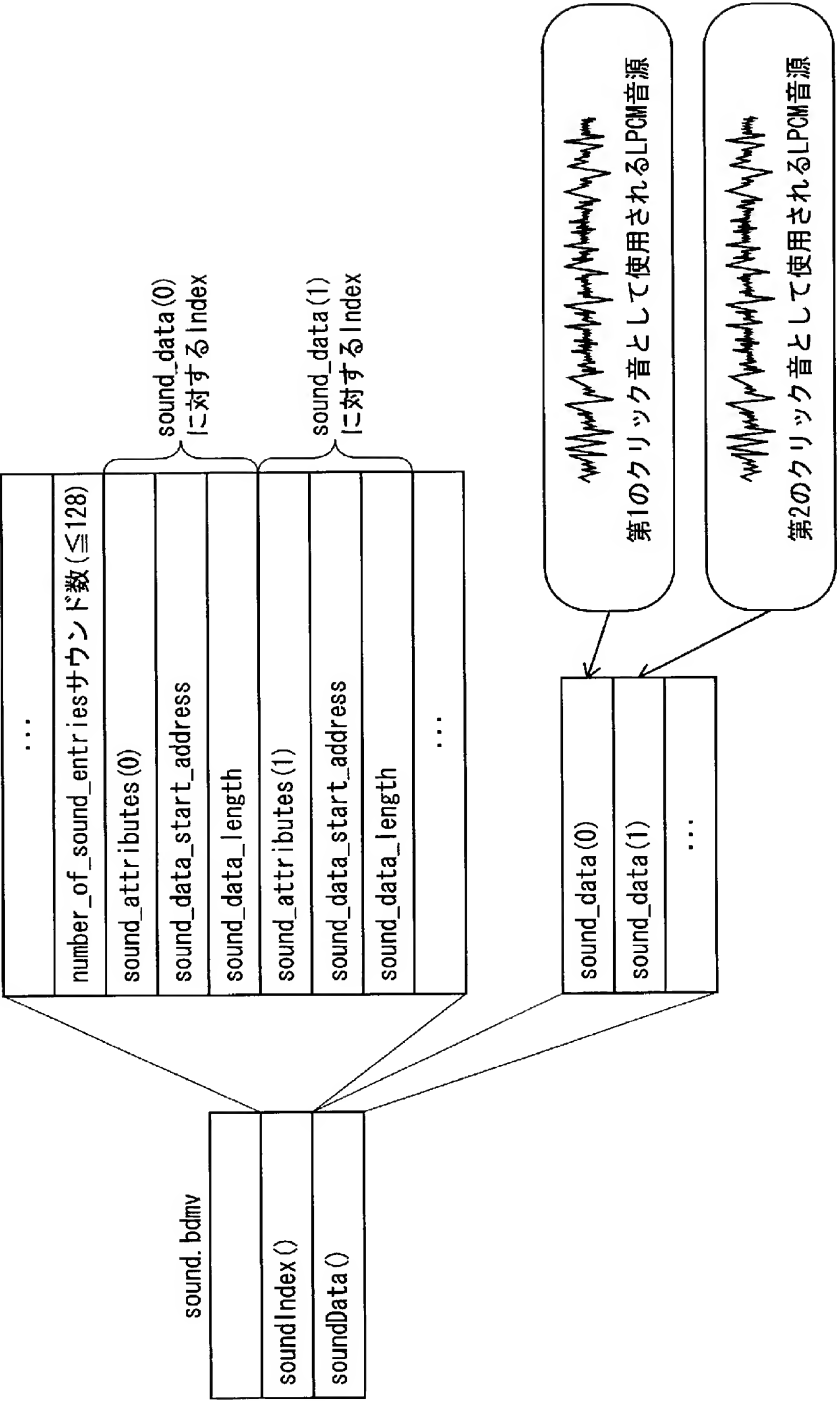 sound.bdmv
soundIndex()
soundData()
...
number_of_sound_entriesサウンド数(≦128)
sound_attributes(0)
sound_data_start_address
sound_data_length
sound_attributes(1)
sound_data_start_address
sound_data_length
...
sound_data(0)
に対するIndex
sound_data(1)
に対するIndex
sound_data(0)
sound_data(1)
...
第1のクリック音として使用されるLPCM音源
第2のクリック音として使用されるLPCM音源